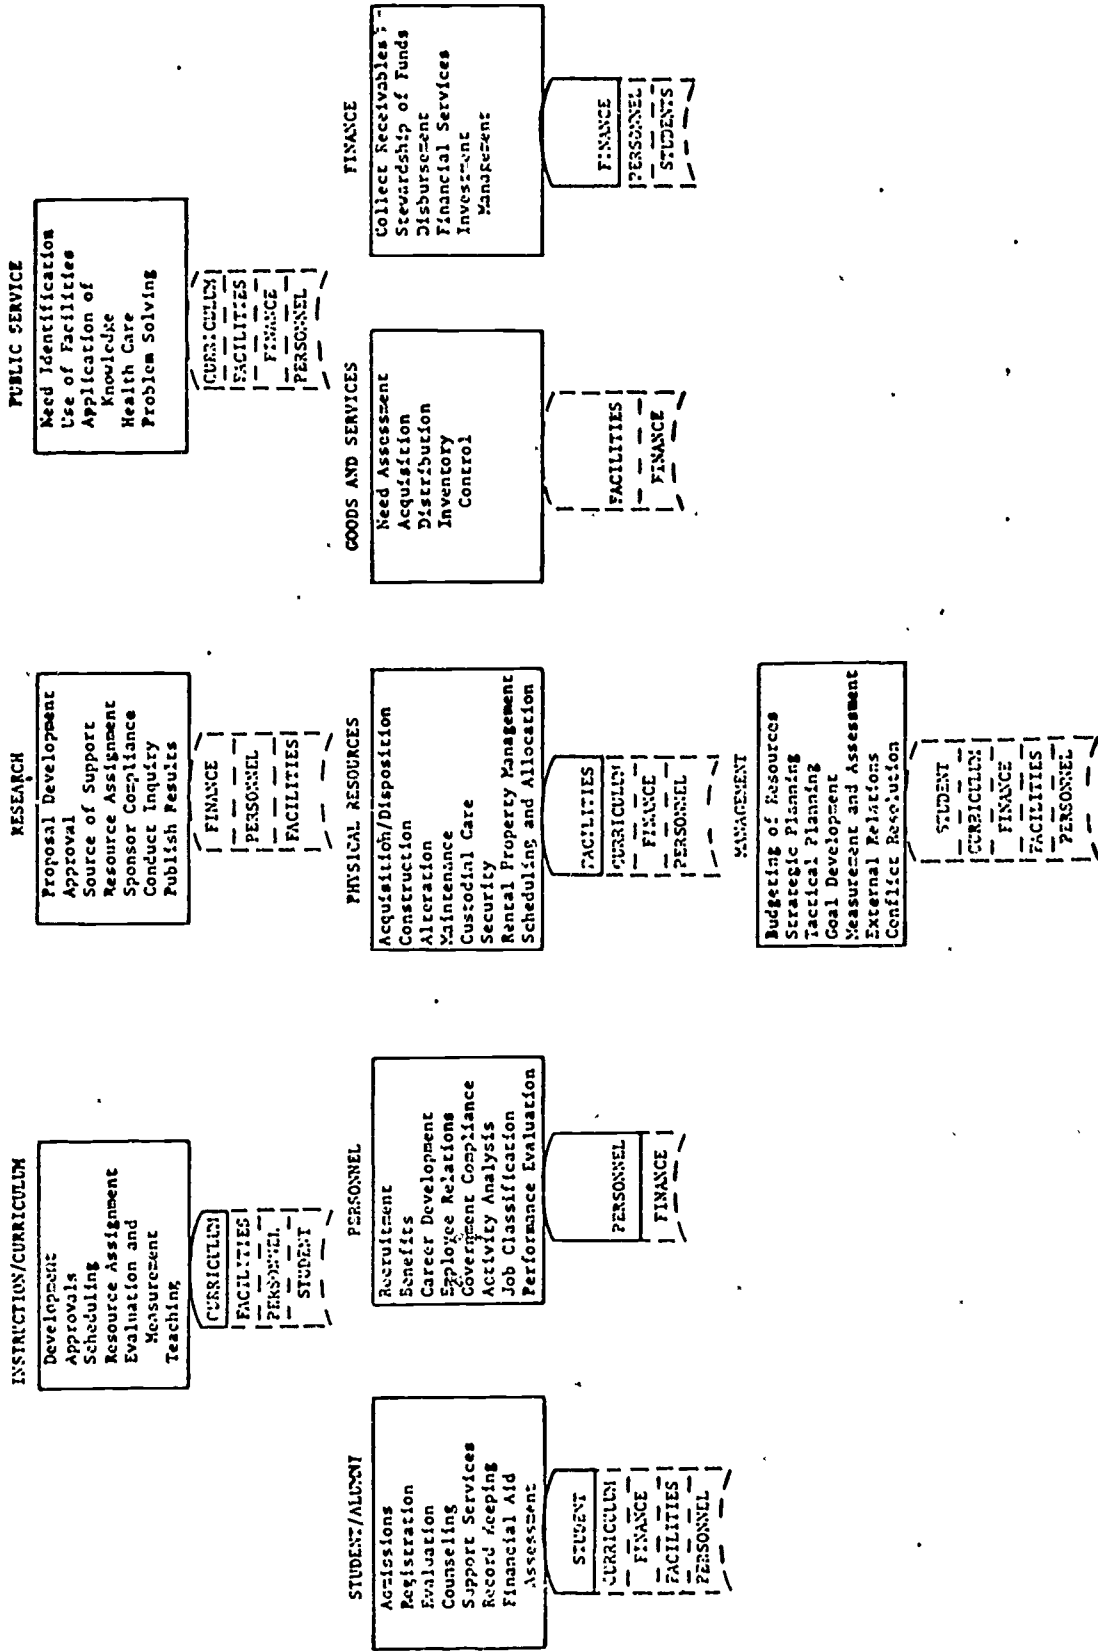 INSTRUCTION/CURRICULUM
Development
Approvals
Scheduling
Resource Assignment
Evaluation and
Measurement
Teaching
CURRICULUM
FACILITIES
PERSONNEL
STUDENT
RESEARCH
Proposal Development
Approval
Source of Support
Resource Assignment
Sponsor Compliance
Conduct Inquiry
Publish Results
FINANCE
PERSONNEL
FACILITIES
PUBLIC SERVICE
Need Identification
Use of Facilities
Application of
Knowledge
Health Care
Problem Solving
CURRICULUM
FACILITIES
FINANCE
PERSONNEL
STUDENT/ALUMNI
Admissions
Registration
Evaluation
Counseling
Support Services
Record Keeping
Financial Aid
Assessment
STUDENT
CURRICULUM
FINANCE
FACILITIES
PERSONNEL
PERSONNEL
Recruitment
Benefits
Career Development
Employee Relations
Government Compliance
Activity Analysis
Job Classification
Performance Evaluation
PERSONNEL
FINANCE
PHYSICAL RESOURCES
Acquisition/Disposition
Construction
Alteration
Maintenance
Custodial Care
Security
Rental Property Management
Scheduling and Allocation
FACILITIES
CURRICULUM
FINANCE
PERSONNEL
GOODS AND SERVICES
Need Assessment
Acquisition
Distribution
Inventory
Control
FACILITIES
FINANCE
FINANCE
Collect Receivables
Stewardship of Funds
Disbursement
Financial Services
Investment
Management
FINANCE
PERSONNEL
STUDENTS
MANAGEMENT
Budgeting of Resources
Strategic Planning
Tactical Planning
Goal Development
Measurement and Assessment
External Relations
Conflict Resolution
STUDENT
CURRICULUM
FINANCE
FACILITIES
PERSONNEL